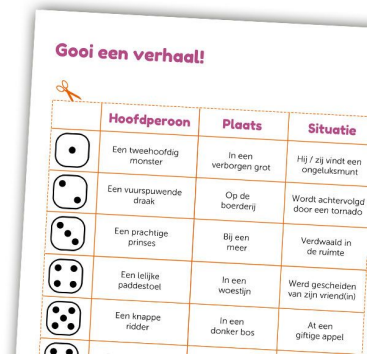 Gooi een verhaal!
Hoofdperoon Plaats Situatie
Een tweehoofdig
monster
In een
verborgen grot
Hij / zij vindt een
ongeluksmunt
Een vuurspuwende
draak
Op de
boerderij
Wordt achtervolgd
door een tornado
Een prachtige
prinses
Bij een
meer
Verdwaald in
de ruimte
Een lelijke
paddestoel
In een
woestijn
Werd gescheiden
van zijn vriend(in)
Een knappe
ridder
In een
donker bos
At een
giftige appel